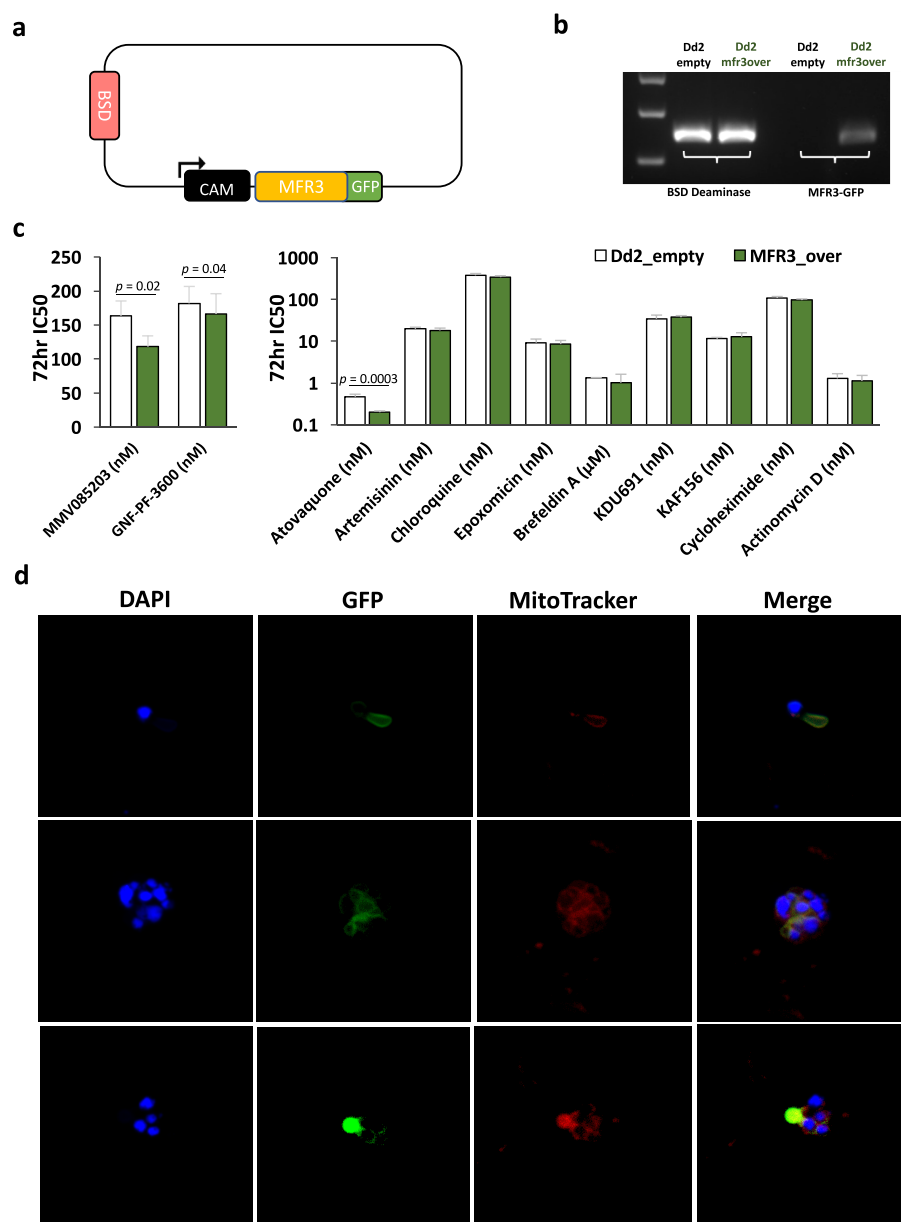 a
BSD
CAM
MFR3
GFP
b
Dd2
empty
Dd2
mfr3over
Dd2
empty
Dd2
mfr3over
BSD Deaminase
MFR3-GFP
c
72hr IC50
250
200
150
100
50
0
p = 0.02
p = 0.04
MMV085203 (nM)
GNF-PF-3600 (nM)
72hr IC50
1000
100
10
1
0.1
Dd2_empty
MFR3_over
p = 0.0003
Atovaquone (nM)
Artemisinin (nM)
Chloroquine (nM)
Epoxomicin (nM)
Brefeldin A (μM)
KDU691 (nM)
KAF156 (nM)
Cycloheximide (nM)
Actinomycin D (nM)
d
DAPI
GFP
MitoTracker
Merge